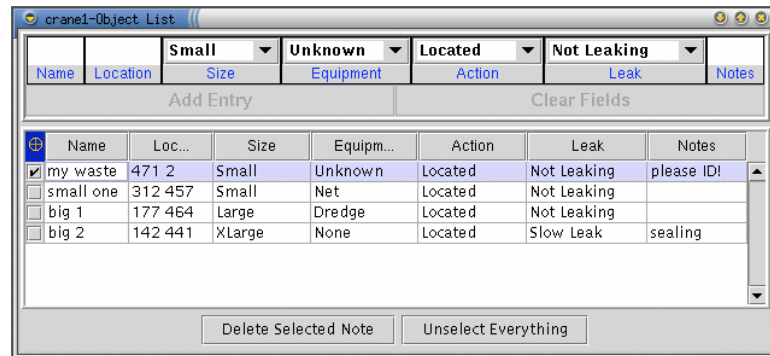 crane1-Object List
Small Unknown Located Not Leaking
Name Location Size Equipment Action Leak Notes
Add Entry Clear Fields
Name Loc... Size Equipm... Action Leak Notes
my waste 471 2 Small Unknown Located Not Leaking please ID!
small one 312 457 Small Net Located Not Leaking
big 1 177 464 Large Dredge Located Not Leaking
big 2 142 441 XLarge None Located Slow Leak sealing
Delete Selected Note Unselect Everything